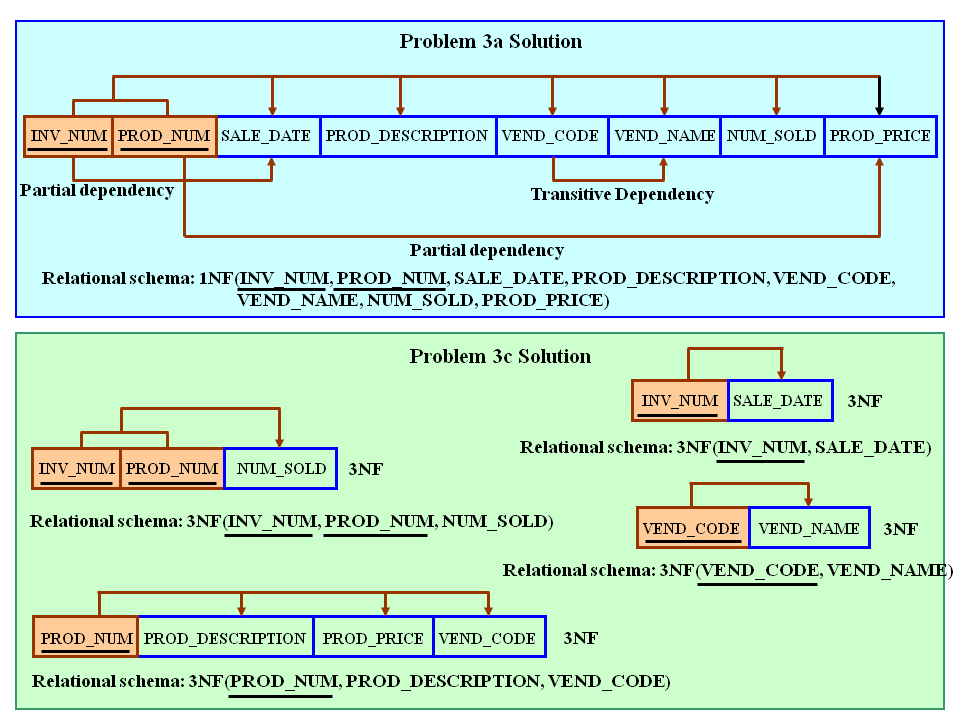 Problem 3a Solution
INV_NUM PROD_NUM SALE_DATE PROD_DESCRIPTION VEND_CODE VEND_NAME NUM_SOLD PROD_PRICE
Partial dependency
Transitive Dependency
Partial dependency
Relational schema: 1NF(INV_NUM, PROD_NUM, SALE_DATE, PROD_DESCRIPTION, VEND_CODE,
VEND_NAME, NUM_SOLD, PROD_PRICE)
Problem 3c Solution
INV_NUM SALE_DATE 3NF
Relational schema: 3NF(INV_NUM, SALE_DATE)
INV_NUM PROD_NUM NUM_SOLD 3NF
Relational schema: 3NF(INV_NUM, PROD_NUM, NUM_SOLD)
VEND_CODE VEND_NAME 3NF
Relational schema: 3NF(VEND_CODE, VEND_NAME)
PROD_NUM PROD_DESCRIPTION PROD_PRICE VEND_CODE 3NF
Relational schema: 3NF(PROD_NUM, PROD_DESCRIPTION, VEND_CODE)